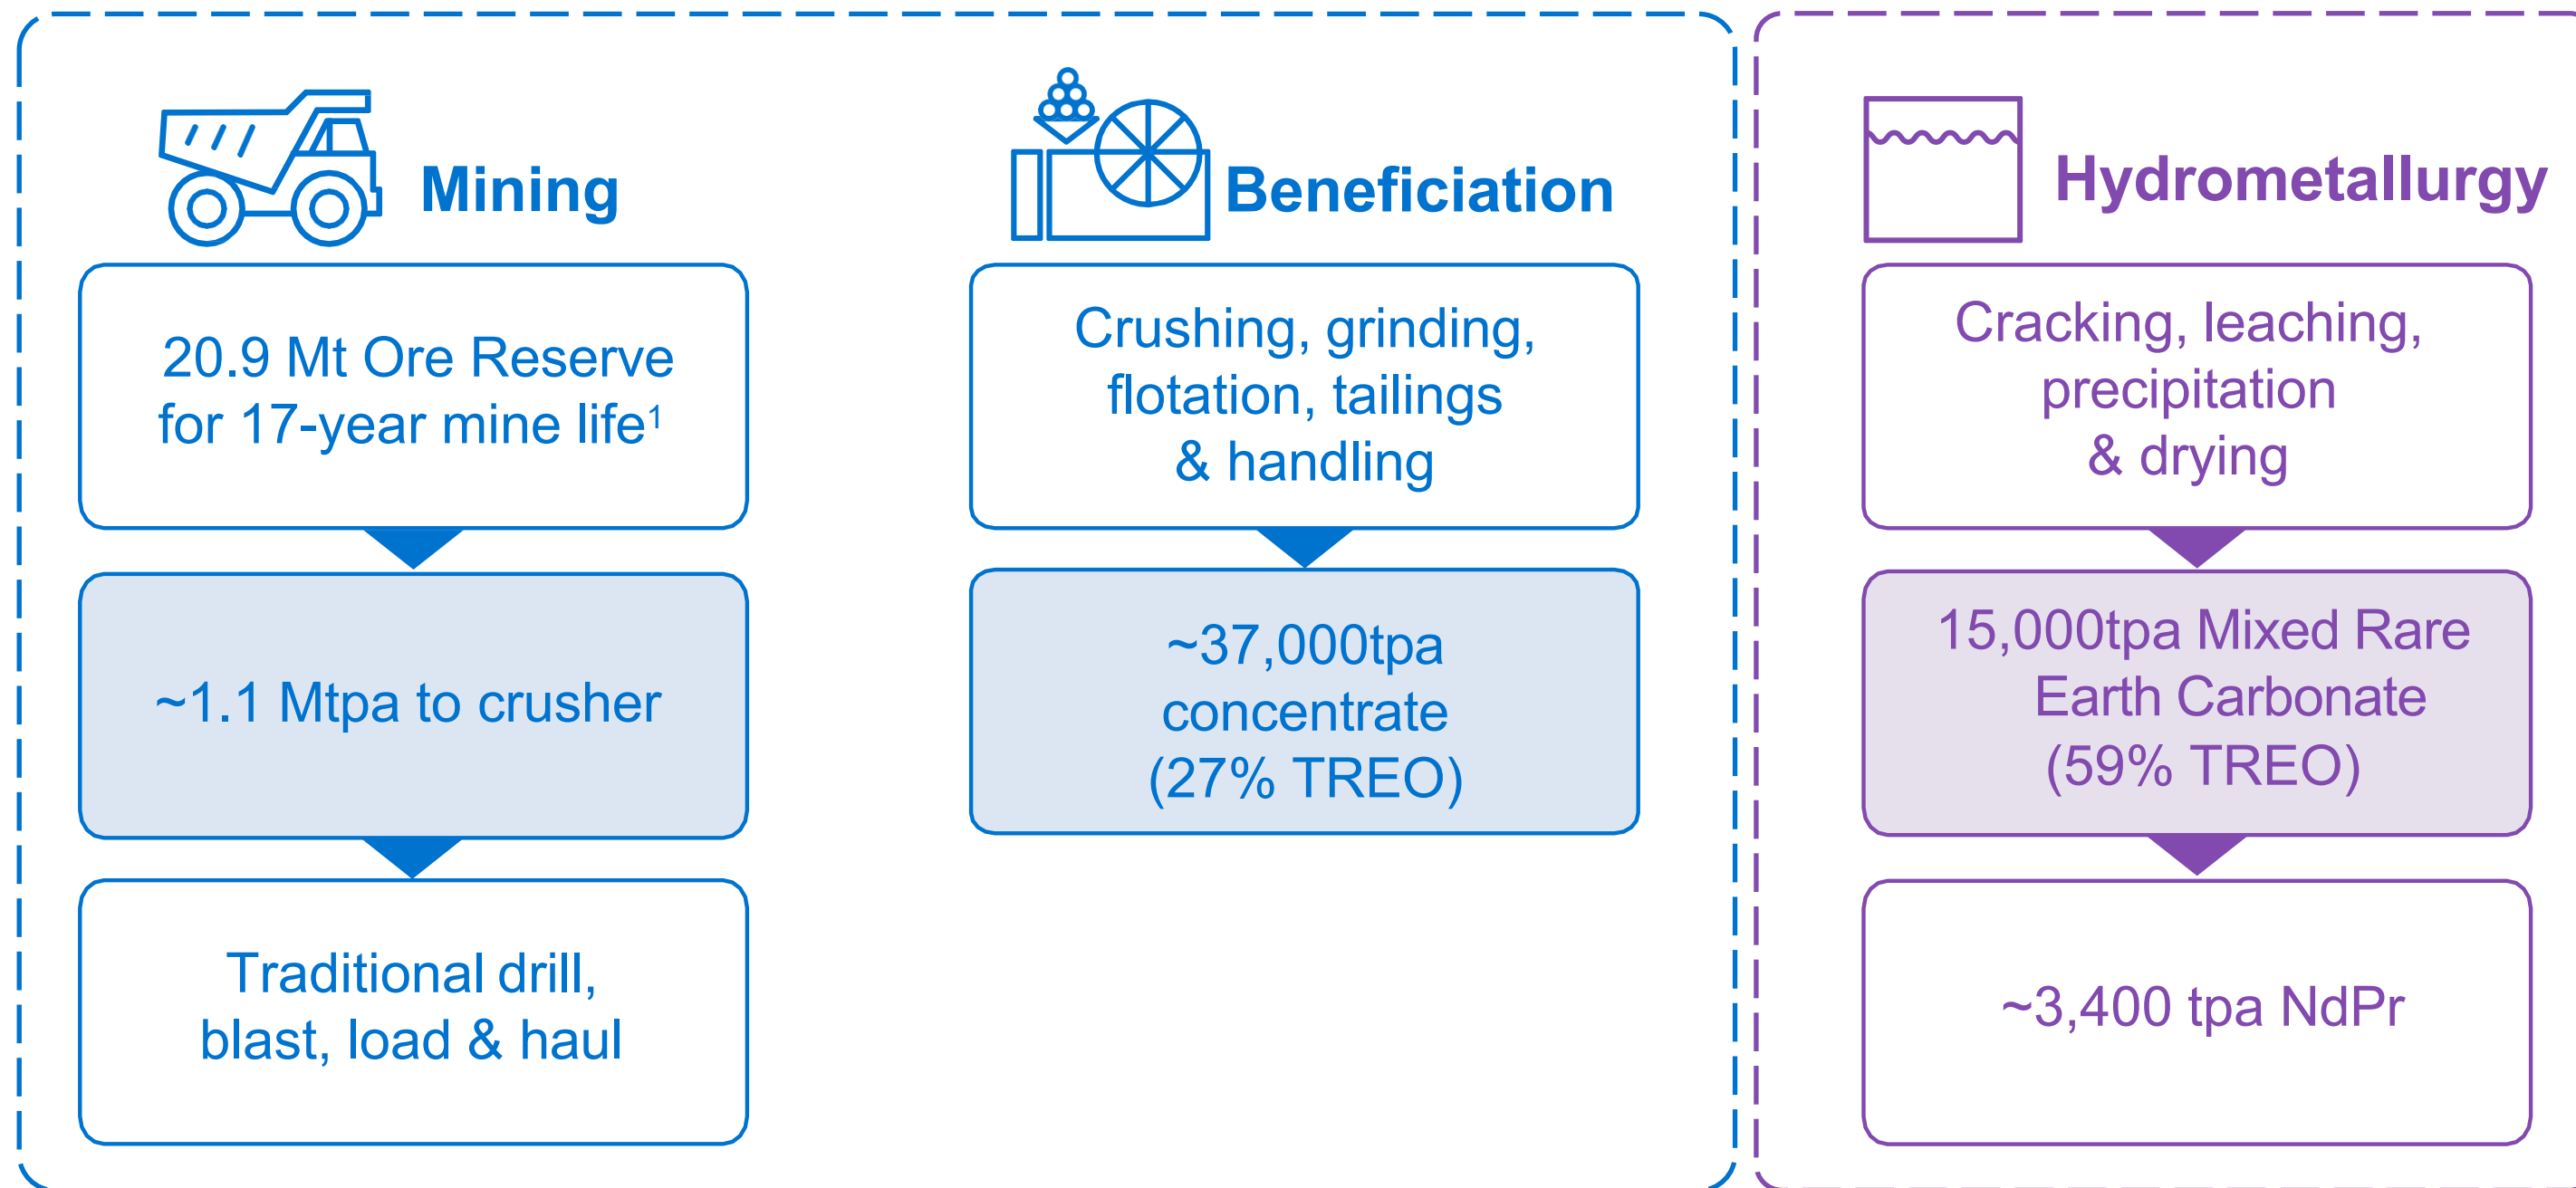 Mining
20.9 Mt Ore Reserve
for 17-year mine life¹
~1.1 Mtpa to crusher
Traditional drill,
blast, load & haul
Beneficiation
Crushing, grinding,
flotation, tailings
& handling
~37,000tpa
concentrate
(27% TREO)
Hydrometallurgy
Cracking, leaching,
precipitation
& drying
15,000tpa Mixed Rare
Earth Carbonate
(59% TREO)
~3,400 tpa NdPr